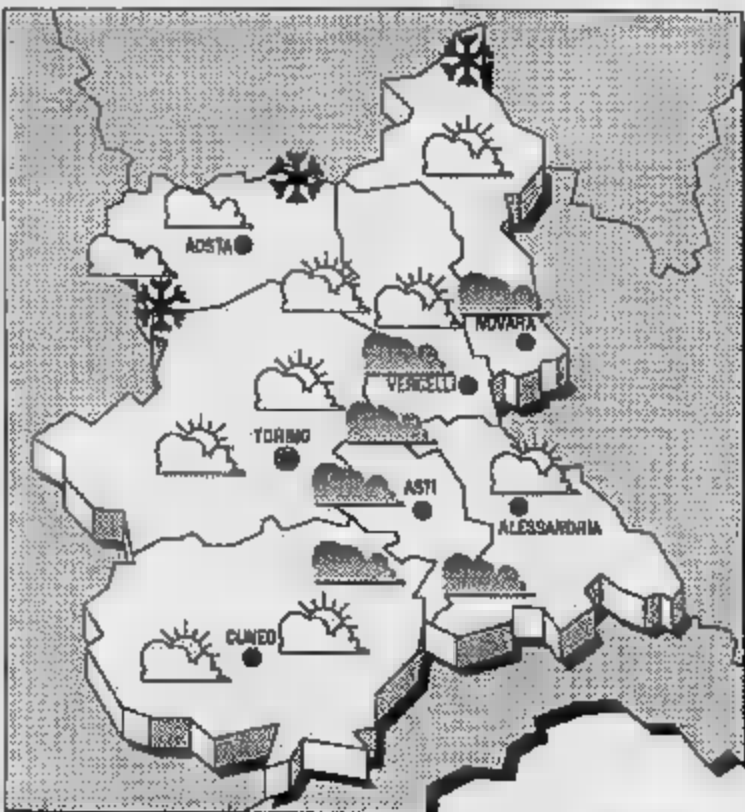 AOSTA
NOVARA
VERCELLI
TORINO
ASTI
ALESSANDRIA
CUNEO